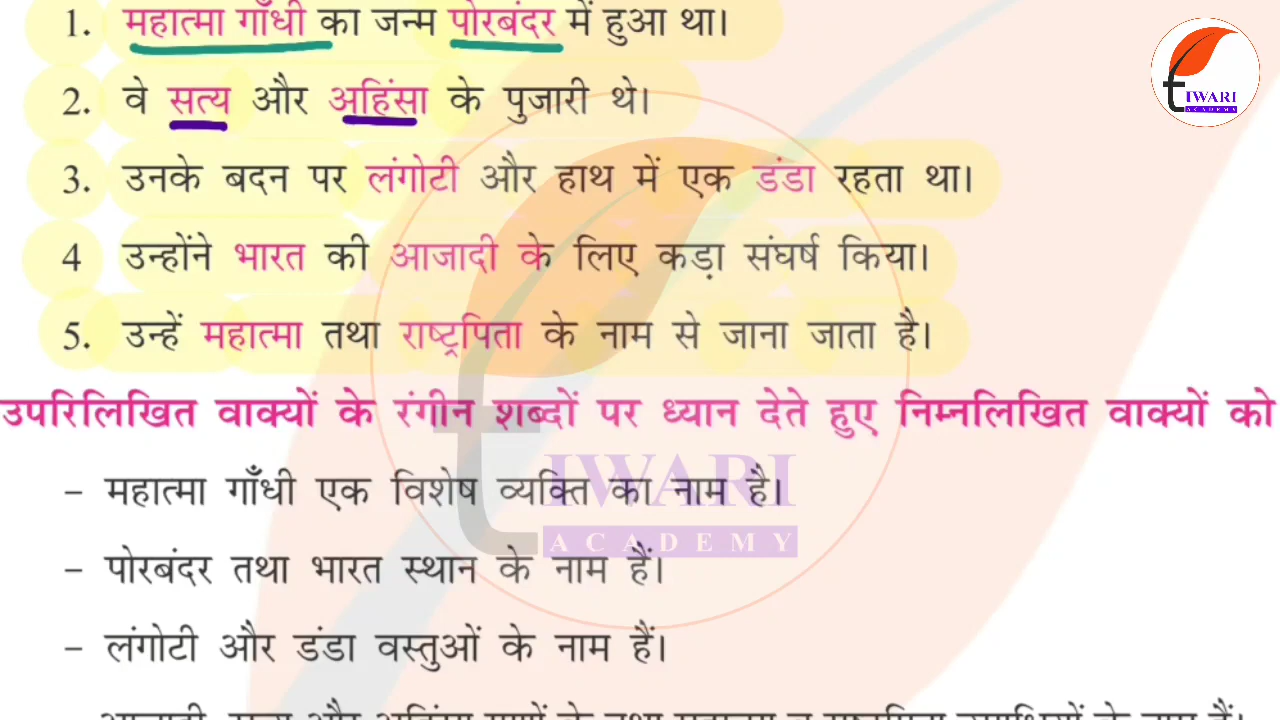 1. महात्मा गाँधी का जन्म पोरबंदर में हुआ था।
2. वे सत्य और अहिंसा के पुजारी थे।
3. उनके बदन पर लंगोटी और हाथ में एक डंडा रहता था।
4 उन्होंने भारत की आजादी के लिए कड़ा संघर्ष किया।
5. उन्हें महात्मा तथा राष्ट्रपिता के नाम से जाना जाता है।
उपरिलिखित वाक्यों के रंगीन शब्दों पर ध्यान देते हुए निम्नलिखित वाक्यों को
– महात्मा गाँधी एक विशेष व्यक्ति का नाम है।
– पोरबंदर तथा भारत स्थान के नाम हैं।
– लंगोटी और डंडा वस्तुओं के नाम हैं।
TIWARI
ACADEMY
TIWARI
ACADEMY